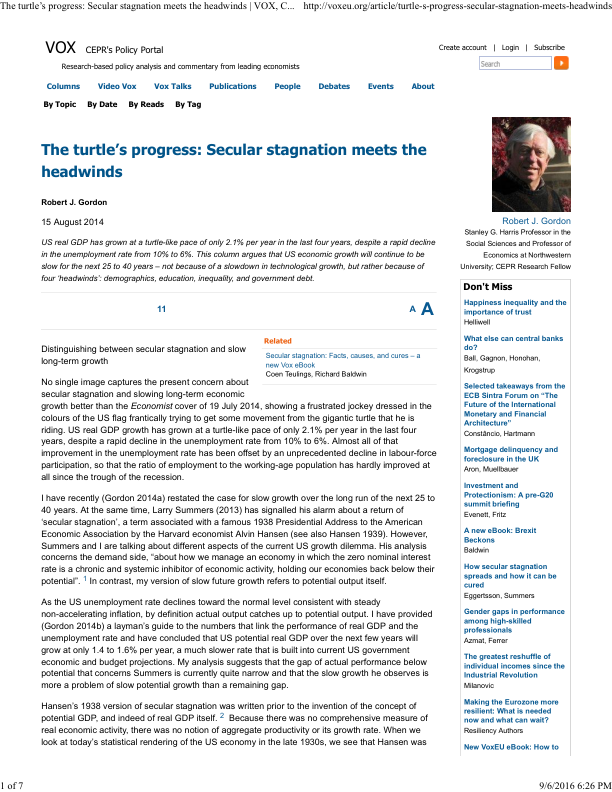 The turtle’s progress: Secular stagnation meets the headwinds | VOX, C... http://voxeu.org/article/turtle-s-progress-secular-stagnation-meets-headwinds
VOX CEPR's Policy Portal
Create account | Login | Subscribe
Research-based policy analysis and commentary from leading economists
Search
Columns Video Vox Vox Talks Publications People Debates Events About
By Topic By Date By Reads By Tag
The turtle’s progress: Secular stagnation meets the
headwinds
Robert J. Gordon
15 August 2014
US real GDP has grown at a turtle-like pace of only 2.1% per year in the last four years, despite a rapid decline
in the unemployment rate from 10% to 6%. This column argues that US economic growth will continue to be
slow for the next 25 to 40 years – not because of a slowdown in technological growth, but rather because of
four ‘headwinds’: demographics, education, inequality, and government debt.
11
A A
Related
Secular stagnation: Facts, causes, and cures – a
new Vox eBook
Coen Teulings, Richard Baldwin
Distinguishing between secular stagnation and slow
long-term growth
No single image captures the present concern about
secular stagnation and slowing long-term economic
growth better than the Economist cover of 19 July 2014, showing a frustrated jockey dressed in the
colours of the US flag frantically trying to get some movement from the gigantic turtle that he is
riding. US real GDP growth has grown at a turtle-like pace of only 2.1% per year in the last four
years, despite a rapid decline in the unemployment rate from 10% to 6%. Almost all of that
improvement in the unemployment rate has been offset by an unprecedented decline in labour-force
participation, so that the ratio of employment to the working-age population has hardly improved at
all since the trough of the recession.
I have recently (Gordon 2014a) restated the case for slow growth over the long run of the next 25 to
40 years. At the same time, Larry Summers (2013) has signalled his alarm about a return of
‘secular stagnation’, a term associated with a famous 1938 Presidential Address to the American
Economic Association by the Harvard economist Alvin Hansen (see also Hansen 1939). However,
Summers and I are talking about different aspects of the current US growth dilemma. His analysis
concerns the demand side, “about how we manage an economy in which the zero nominal interest
rate is a chronic and systemic inhibitor of economic activity, holding our economies back below their
potential”. 1 In contrast, my version of slow future growth refers to potential output itself.
As the US unemployment rate declines toward the normal level consistent with steady
non-accelerating inflation, by definition actual output catches up to potential output. I have provided
(Gordon 2014b) a layman’s guide to the numbers that link the performance of real GDP and the
unemployment rate and have concluded that US potential real GDP over the next few years will
grow at only 1.4 to 1.6% per year, a much slower rate that is built into current US government
economic and budget projections. My analysis suggests that the gap of actual performance below
potential that concerns Summers is currently quite narrow and that the slow growth he observes is
more a problem of slow potential growth than a remaining gap.
Hansen’s 1938 version of secular stagnation was written prior to the invention of the concept of
potential GDP, and indeed of real GDP itself. 2 Because there was no comprehensive measure of
real economic activity, there was no notion of aggregate productivity or its growth rate. When we
look at today’s statistical rendering of the US economy in the late 1930s, we see that Hansen was
Robert J. Gordon
Stanley G. Harris Professor in the
Social Sciences and Professor of
Economics at Northwestern
University; CEPR Research Fellow
Don't Miss
Happiness inequality and the
importance of trust
Helliwell
What else can central banks
do?
Ball, Gagnon, Honohan,
Krogstrup
Selected takeaways from the
ECB Sintra Forum on “The
Future of the International
Monetary and Financial
Architecture”
Constâncio, Hartmann
Mortgage delinquency and
foreclosure in the UK
Aron, Muellbauer
Investment and
Protectionism: A pre-G20
summit briefing
Evenett, Fritz
A new eBook: Brexit
Beckons
Baldwin
How secular stagnation
spreads and how it can be
cured
Eggertsson, Summers
Gender gaps in performance
among high-skilled
professionals
Azmat, Ferrer
The greatest reshuffle of
individual incomes since the
Industrial Revolution
Milanovic
Making the Eurozone more
resilient: What is needed
now and what can wait?
Resiliency Authors
New VoxEU eBook: How to
1 of 7
9/6/2016 6:26 PM